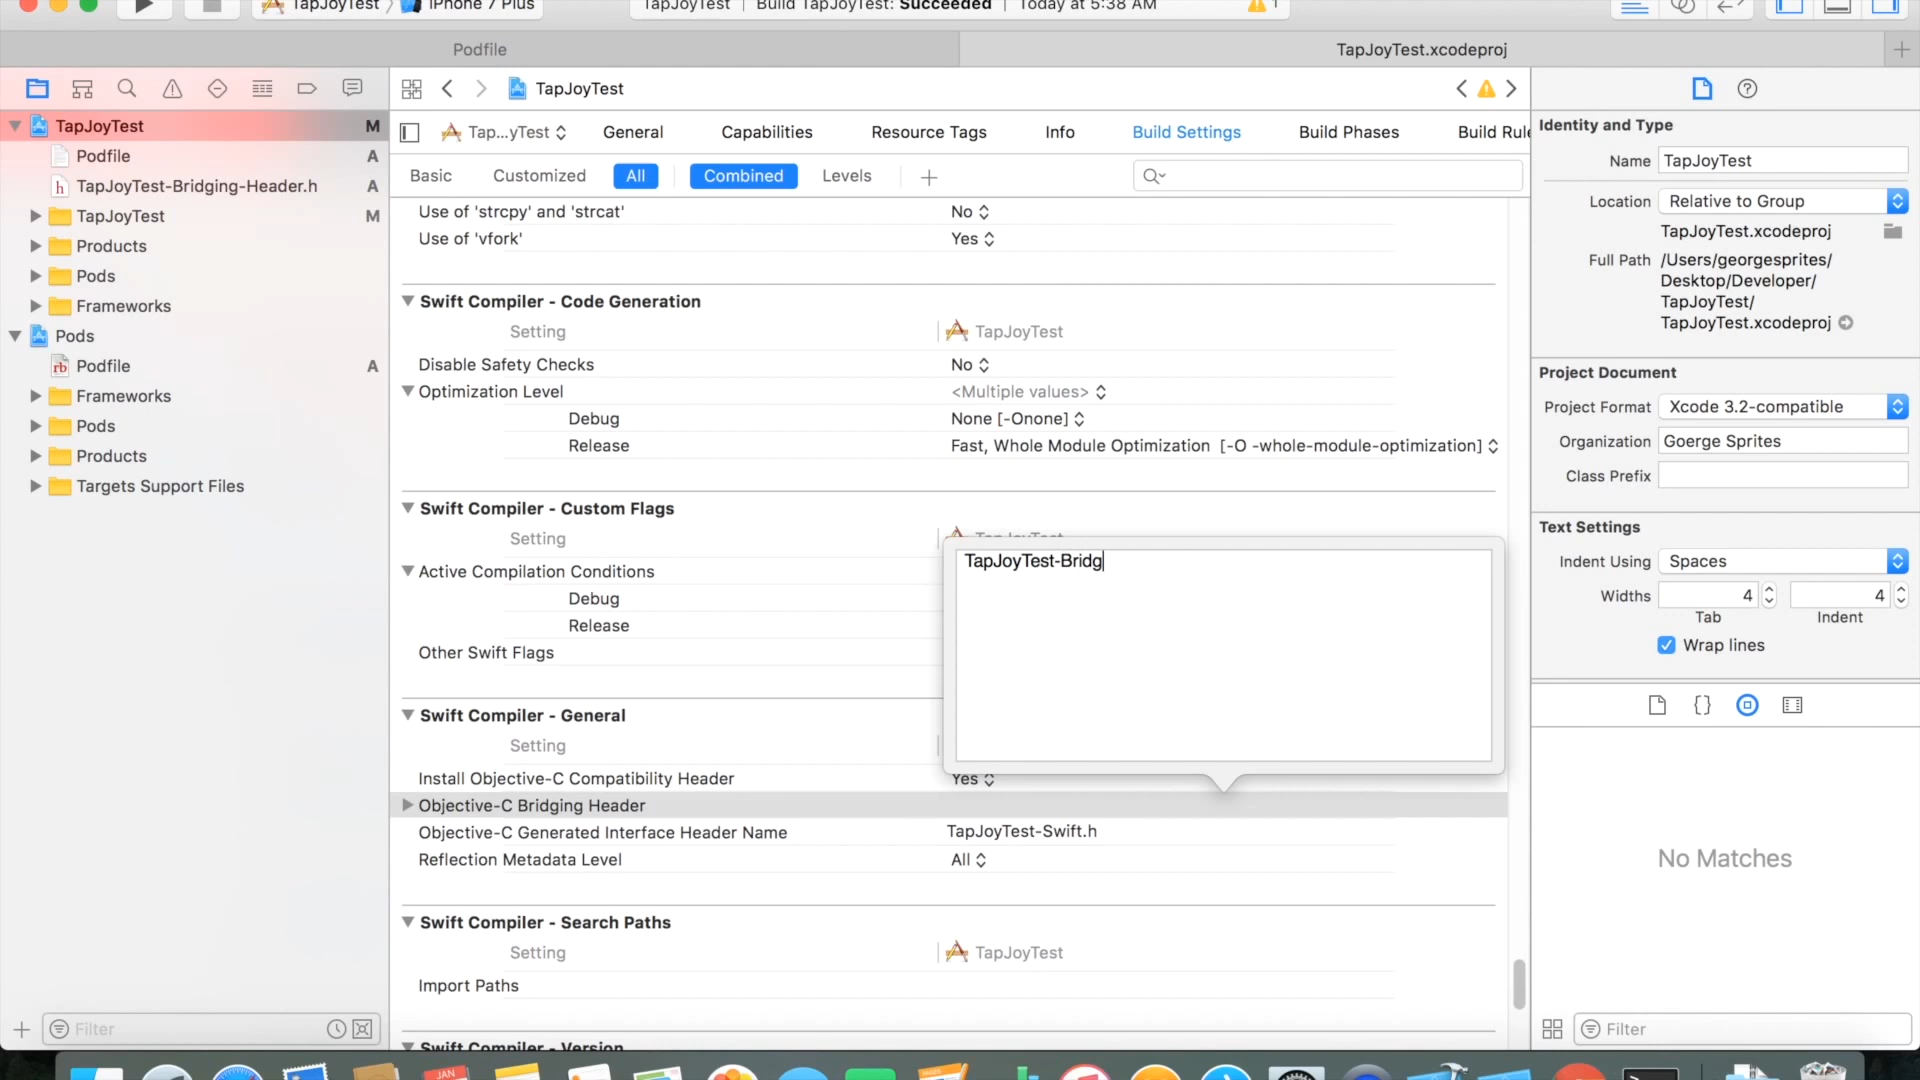 TapJoyTest
iPhone 7 Plus
TapJoyTest | Build TapJoyTest: Succeeded | Today at 5:38 AM
1
Podfile
TapJoyTest.xcodeproj
TapJoyTest
M
Podfile
A
TapJoyTest-Bridging-Header.h
A
TapJoyTest
M
Products
Pods
Frameworks
Pods
Podfile
A
Frameworks
Pods
Products
Targets Support Files
Filter
TapJoyTest
Tap...yTest
General
Capabilities
Resource Tags
Info
Build Settings
Build Phases
Build Rule
Basic
Customized
All
Combined
Levels
Use of 'strcpy' and 'strcat'
No
Use of 'vfork'
Yes
Swift Compiler - Code Generation
Setting
TapJoyTest
Disable Safety Checks
No
Optimization Level
<Multiple values>
Debug
None [-Onone]
Release
Fast, Whole Module Optimization [-O -whole-module-optimization]
Swift Compiler - Custom Flags
Setting
TapJoyTest
Active Compilation Conditions
Debug
Release
Other Swift Flags
TapJoyTest-Bridg
Swift Compiler - General
Setting
Install Objective-C Compatibility Header
Yes
Objective-C Bridging Header
Objective-C Generated Interface Header Name
TapJoyTest-Swift.h
Reflection Metadata Level
All
Swift Compiler - Search Paths
Setting
TapJoyTest
Import Paths
Swift Compiler - Version
Identity and Type
Name
TapJoyTest
Location
Relative to Group
TapJoyTest.xcodeproj
Full Path
/Users/georgesprites/
Desktop/Developer/
TapJoyTest/
TapJoyTest.xcodeproj
Project Document
Project Format
Xcode 3.2-compatible
Organization
Goerge Sprites
Class Prefix
Text Settings
Indent Using
Spaces
Widths
4
4
Tab
Indent
Wrap lines
No Matches
Filter
JAN